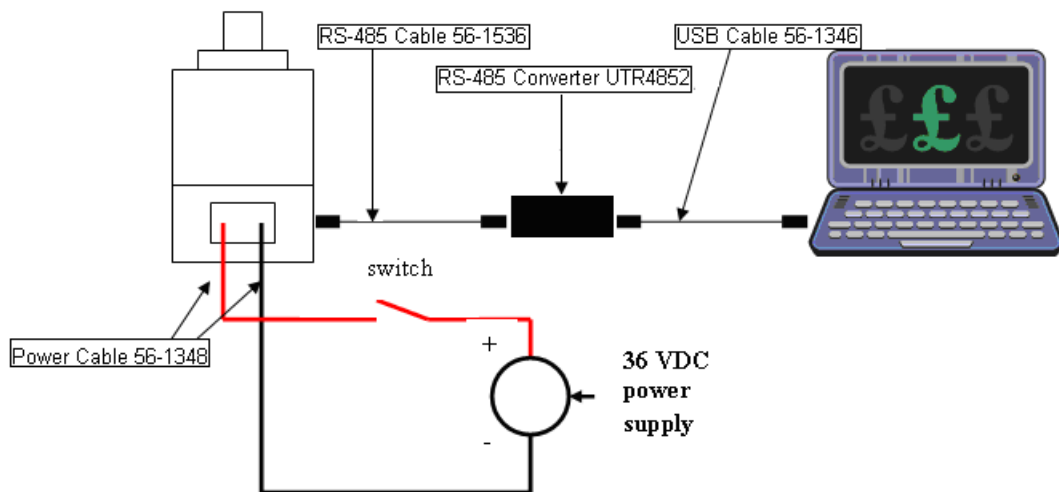 RS-485 Cable 56-1536
USB Cable 56-1346
RS-485 Converter UTR4852
£££
switch
Power Cable 56-1348
+
-
36 VDC
power
supply